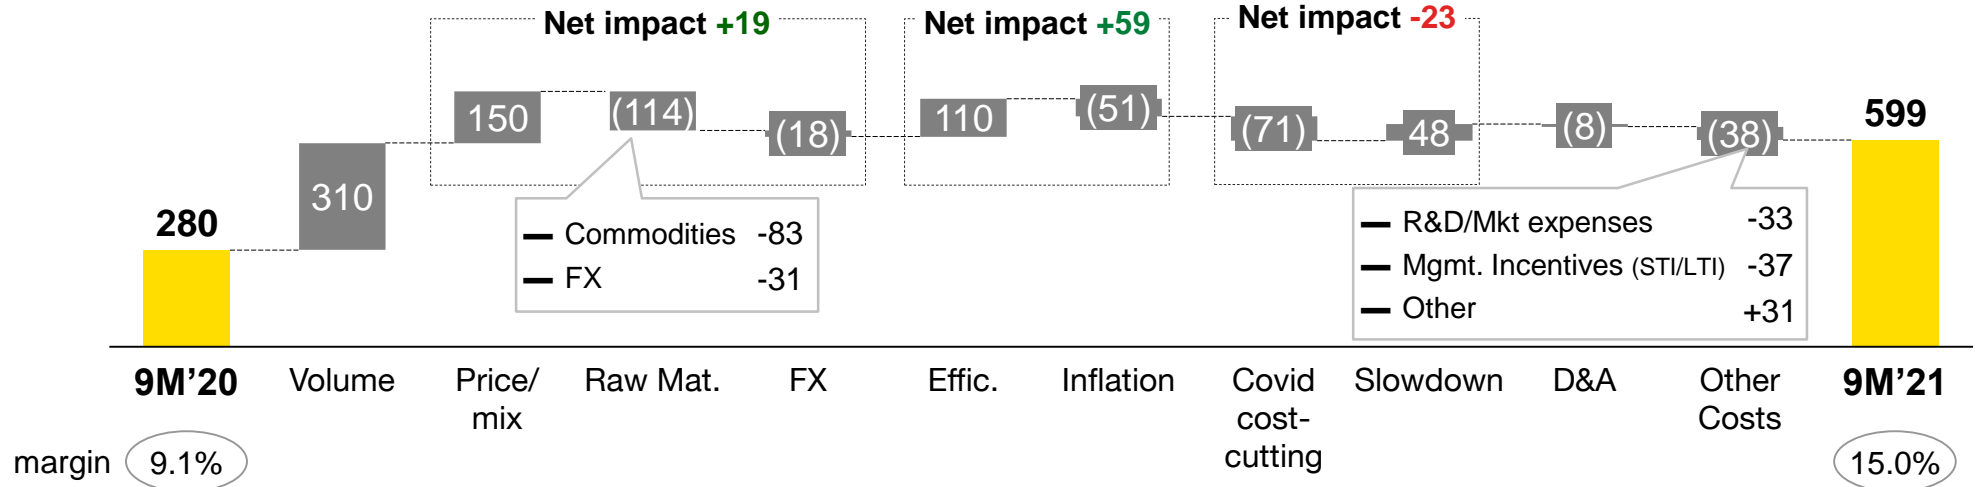 Net impact +19
Net impact +59
Net impact -23
280
310
150
(114)
(18)
110
(51)
(71)
48
(8)
(38)
599
— Commodities -83
— FX -31
— R&D/Mkt expenses -33
— Mgmt. Incentives (STI/LTI) -37
— Other +31
9M’20
Volume
Price/
mix
Raw Mat.
FX
Effic.
Inflation
Covid
cost-
cutting
Slowdown
D&A
Other
Costs
9M’21
margin 9.1%
15.0%